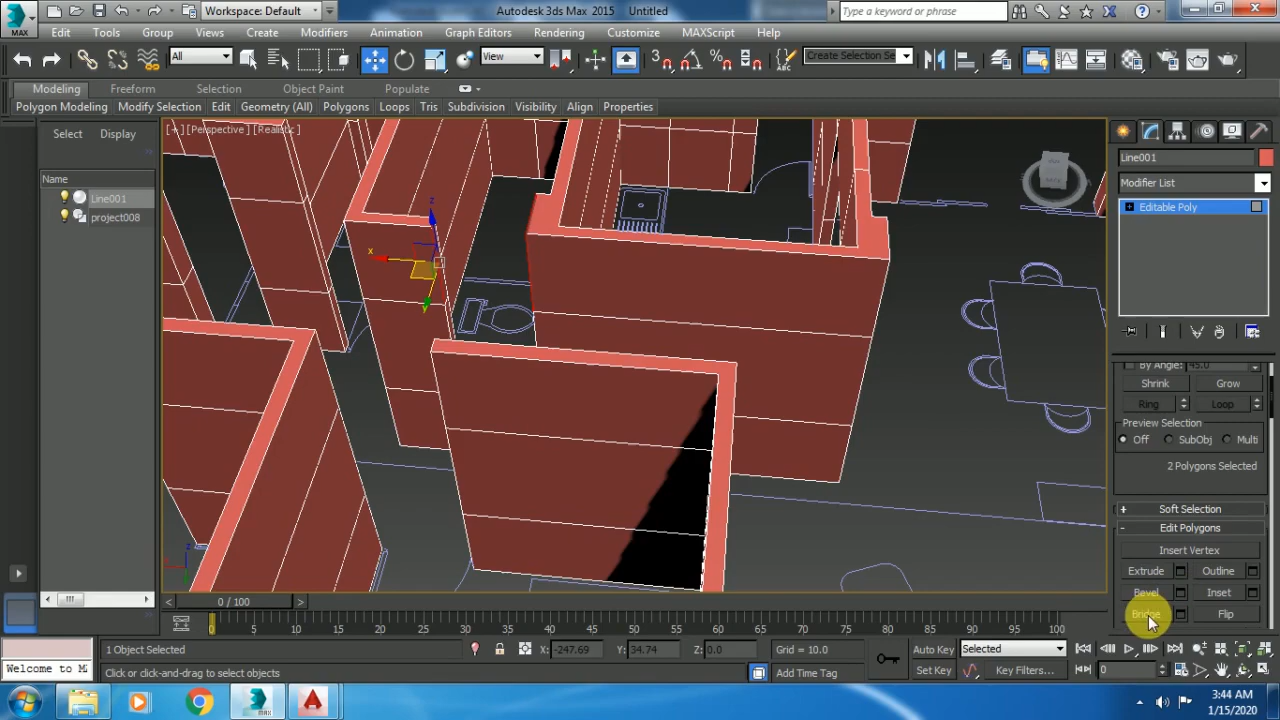 Workspace: Default
Autodesk 3ds Max 2015
Untitled
Type a keyword or phrase
MAX
Edit
Tools
Group
Views
Create
Modifiers
Animation
Graph Editors
Rendering
Customize
MAXScript
Help
All
View
Create Selection Se
Modeling
Freeform
Selection
Object Paint
Populate
Polygon Modeling
Modify Selection
Edit
Geometry (All)
Polygons
Loops
Tris
Subdivision
Visibility
Align
Properties
Select
Display
[+] [Perspective] [Realistic]
Name
Line001
project008
Line001
Modifier List
Editable Poly
z
x
y
By Angle: 45.0
Shrink
Grow
Ring
Loop
Preview Selection
Off
SubObj
Multi
2 Polygons Selected
+ Soft Selection
- Edit Polygons
Insert Vertex
Extrude
Outline
Bevel
Inset
Bridge
Flip
z
0 / 100
0 5 10 15 20 25 30 35 40 45 50 55 60 65 70 75 80 85 90 95 100
1 Object Selected
X: -247.69
Y: 34.74
Z: 0.0
Grid = 10.0
Auto Key
Selected
Welcome to M
Click or click-and-drag to select objects
Add Time Tag
Set Key
Key Filters...
0
3:44 AM
1/15/2020